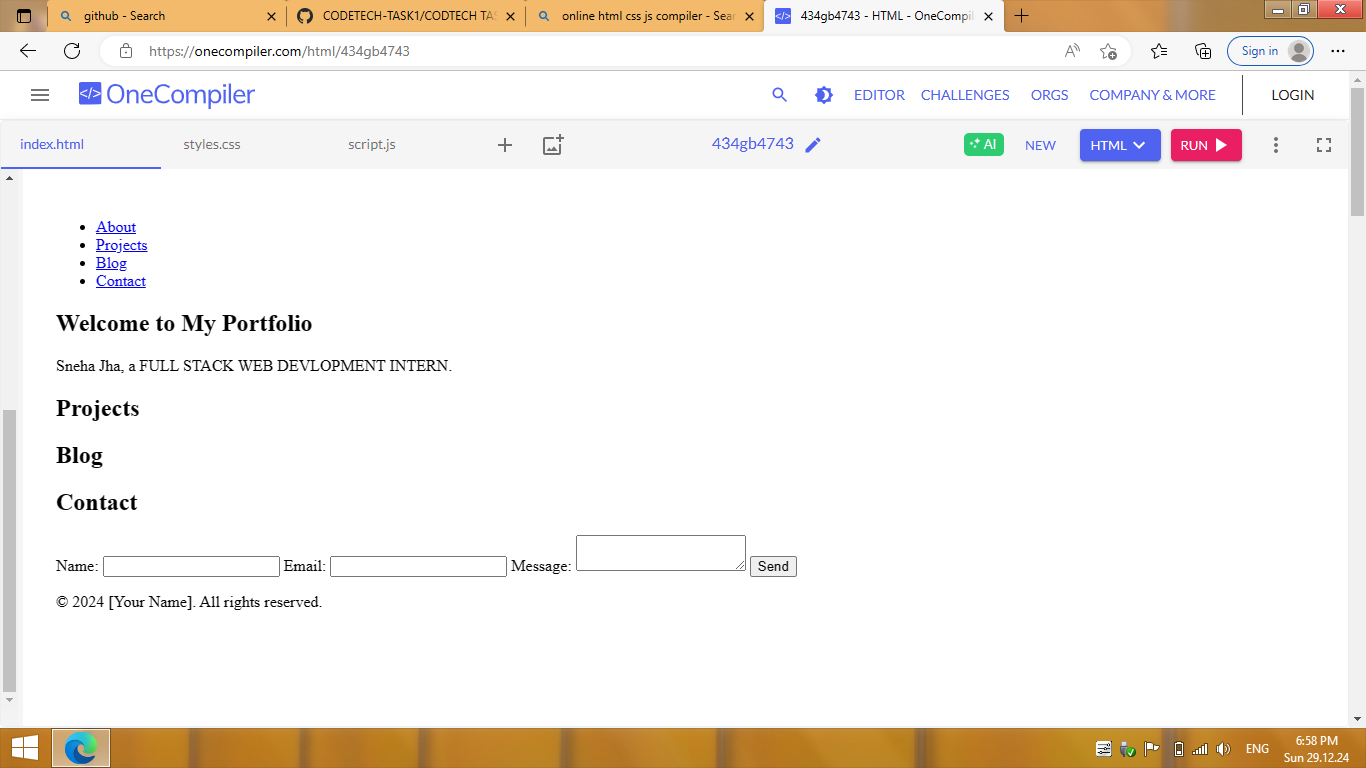 github - Search
CODETECH-TASK1/CODTECH TAS
online html css js compiler - Sear
434gb4743 - HTML - OneCompil
https://onecompiler.com/html/434gb4743
Sign in
OneCompiler
EDITOR CHALLENGES ORGS COMPANY & MORE LOGIN
index.html styles.css script.js 434gb4743 AI NEW HTML RUN
About
Projects
Blog
Contact
Welcome to My Portfolio
Sneha Jha, a FULL STACK WEB DEVLOPMENT INTERN.
Projects
Blog
Contact
Name: Email: Message: Send
© 2024 [Your Name]. All rights reserved.
ENG
6:58 PM
Sun 29.12.24